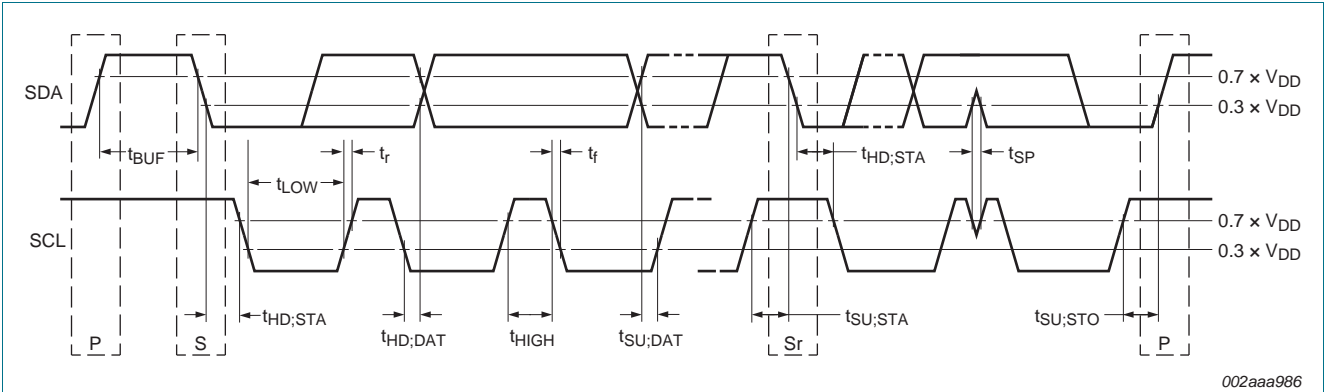 SDA
0.7 × VDD
0.3 × VDD
tBUF
tLOW
tr
tf
tHD;STA
tSP
SCL
0.7 × VDD
0.3 × VDD
tHD;STA
tHD;DAT
tHIGH
tSU;DAT
tSU;STA
tSU;STO
P
S
Sr
P
002aaa986